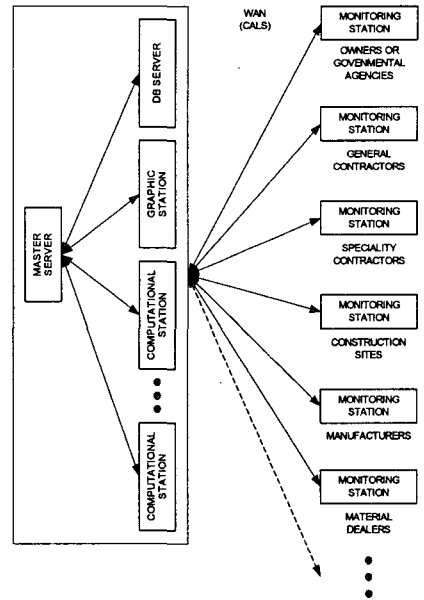 MASTER
SERVER
DB SERVER
GRAPHIC
STATION
COMPUTATIONAL
STATION
COMPUTATIONAL
STATION
WAN
(CALS)
MONITORING
STATION
OWNERS OR
GOVENMENTAL
AGENCIES
MONITORING
STATION
GENERAL
CONTRACTORS
MONITORING
STATION
SPECIALITY
CONTRACTORS
MONITORING
STATION
CONSTRUCTION
SITES
MONITORING
STATION
MANUFACTURERS
MONITORING
STATION
MATERIAL
DEALERS